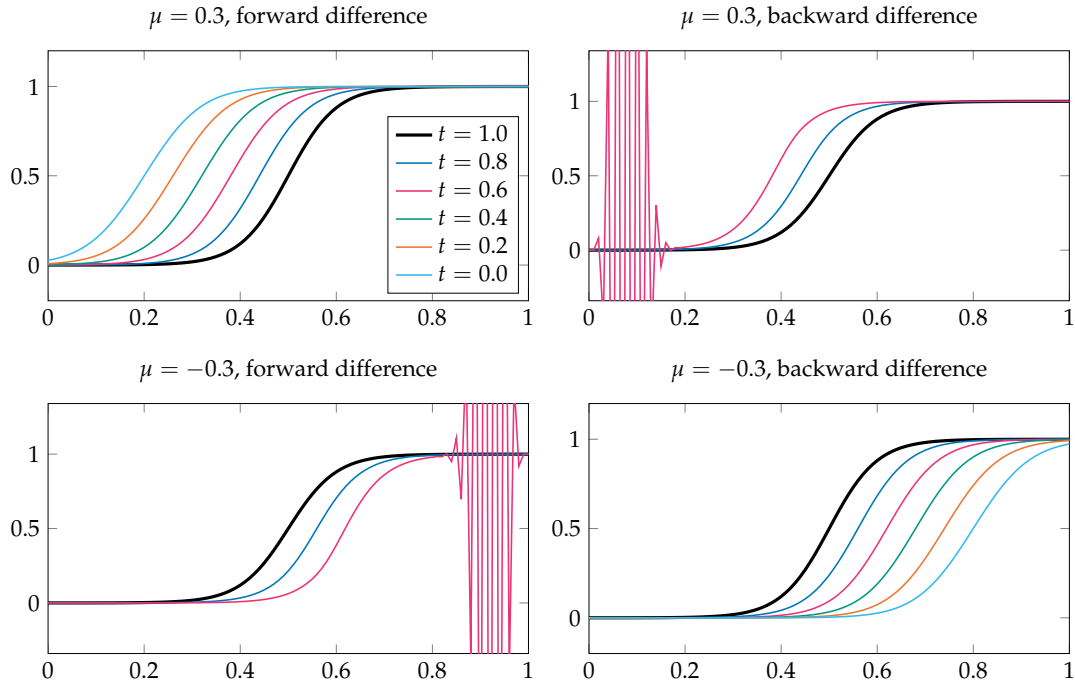 μ = 0.3, forward difference
1
0.5
0
t = 1.0
t = 0.8
t = 0.6
t = 0.4
t = 0.2
t = 0.0
0 0.2 0.4 0.6 0.8 1
μ = 0.3, backward difference
1
0.5
0
0 0.2 0.4 0.6 0.8 1
μ = −0.3, forward difference
1
0.5
0
0 0.2 0.4 0.6 0.8 1
μ = −0.3, backward difference
1
0.5
0
0 0.2 0.4 0.6 0.8 1